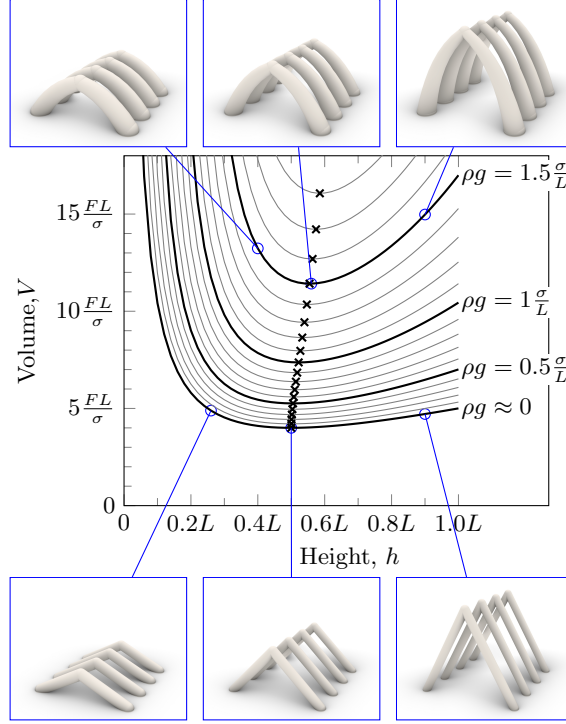 ρg = 1.5 σ/L
15 FL/σ
10 FL/σ
ρg = 1 σ/L
Volume,V
ρg = 0.5 σ/L
5 FL/σ
ρg ≈ 0
0
0 0.2L 0.4L 0.6L 0.8L 1.0L
Height, h